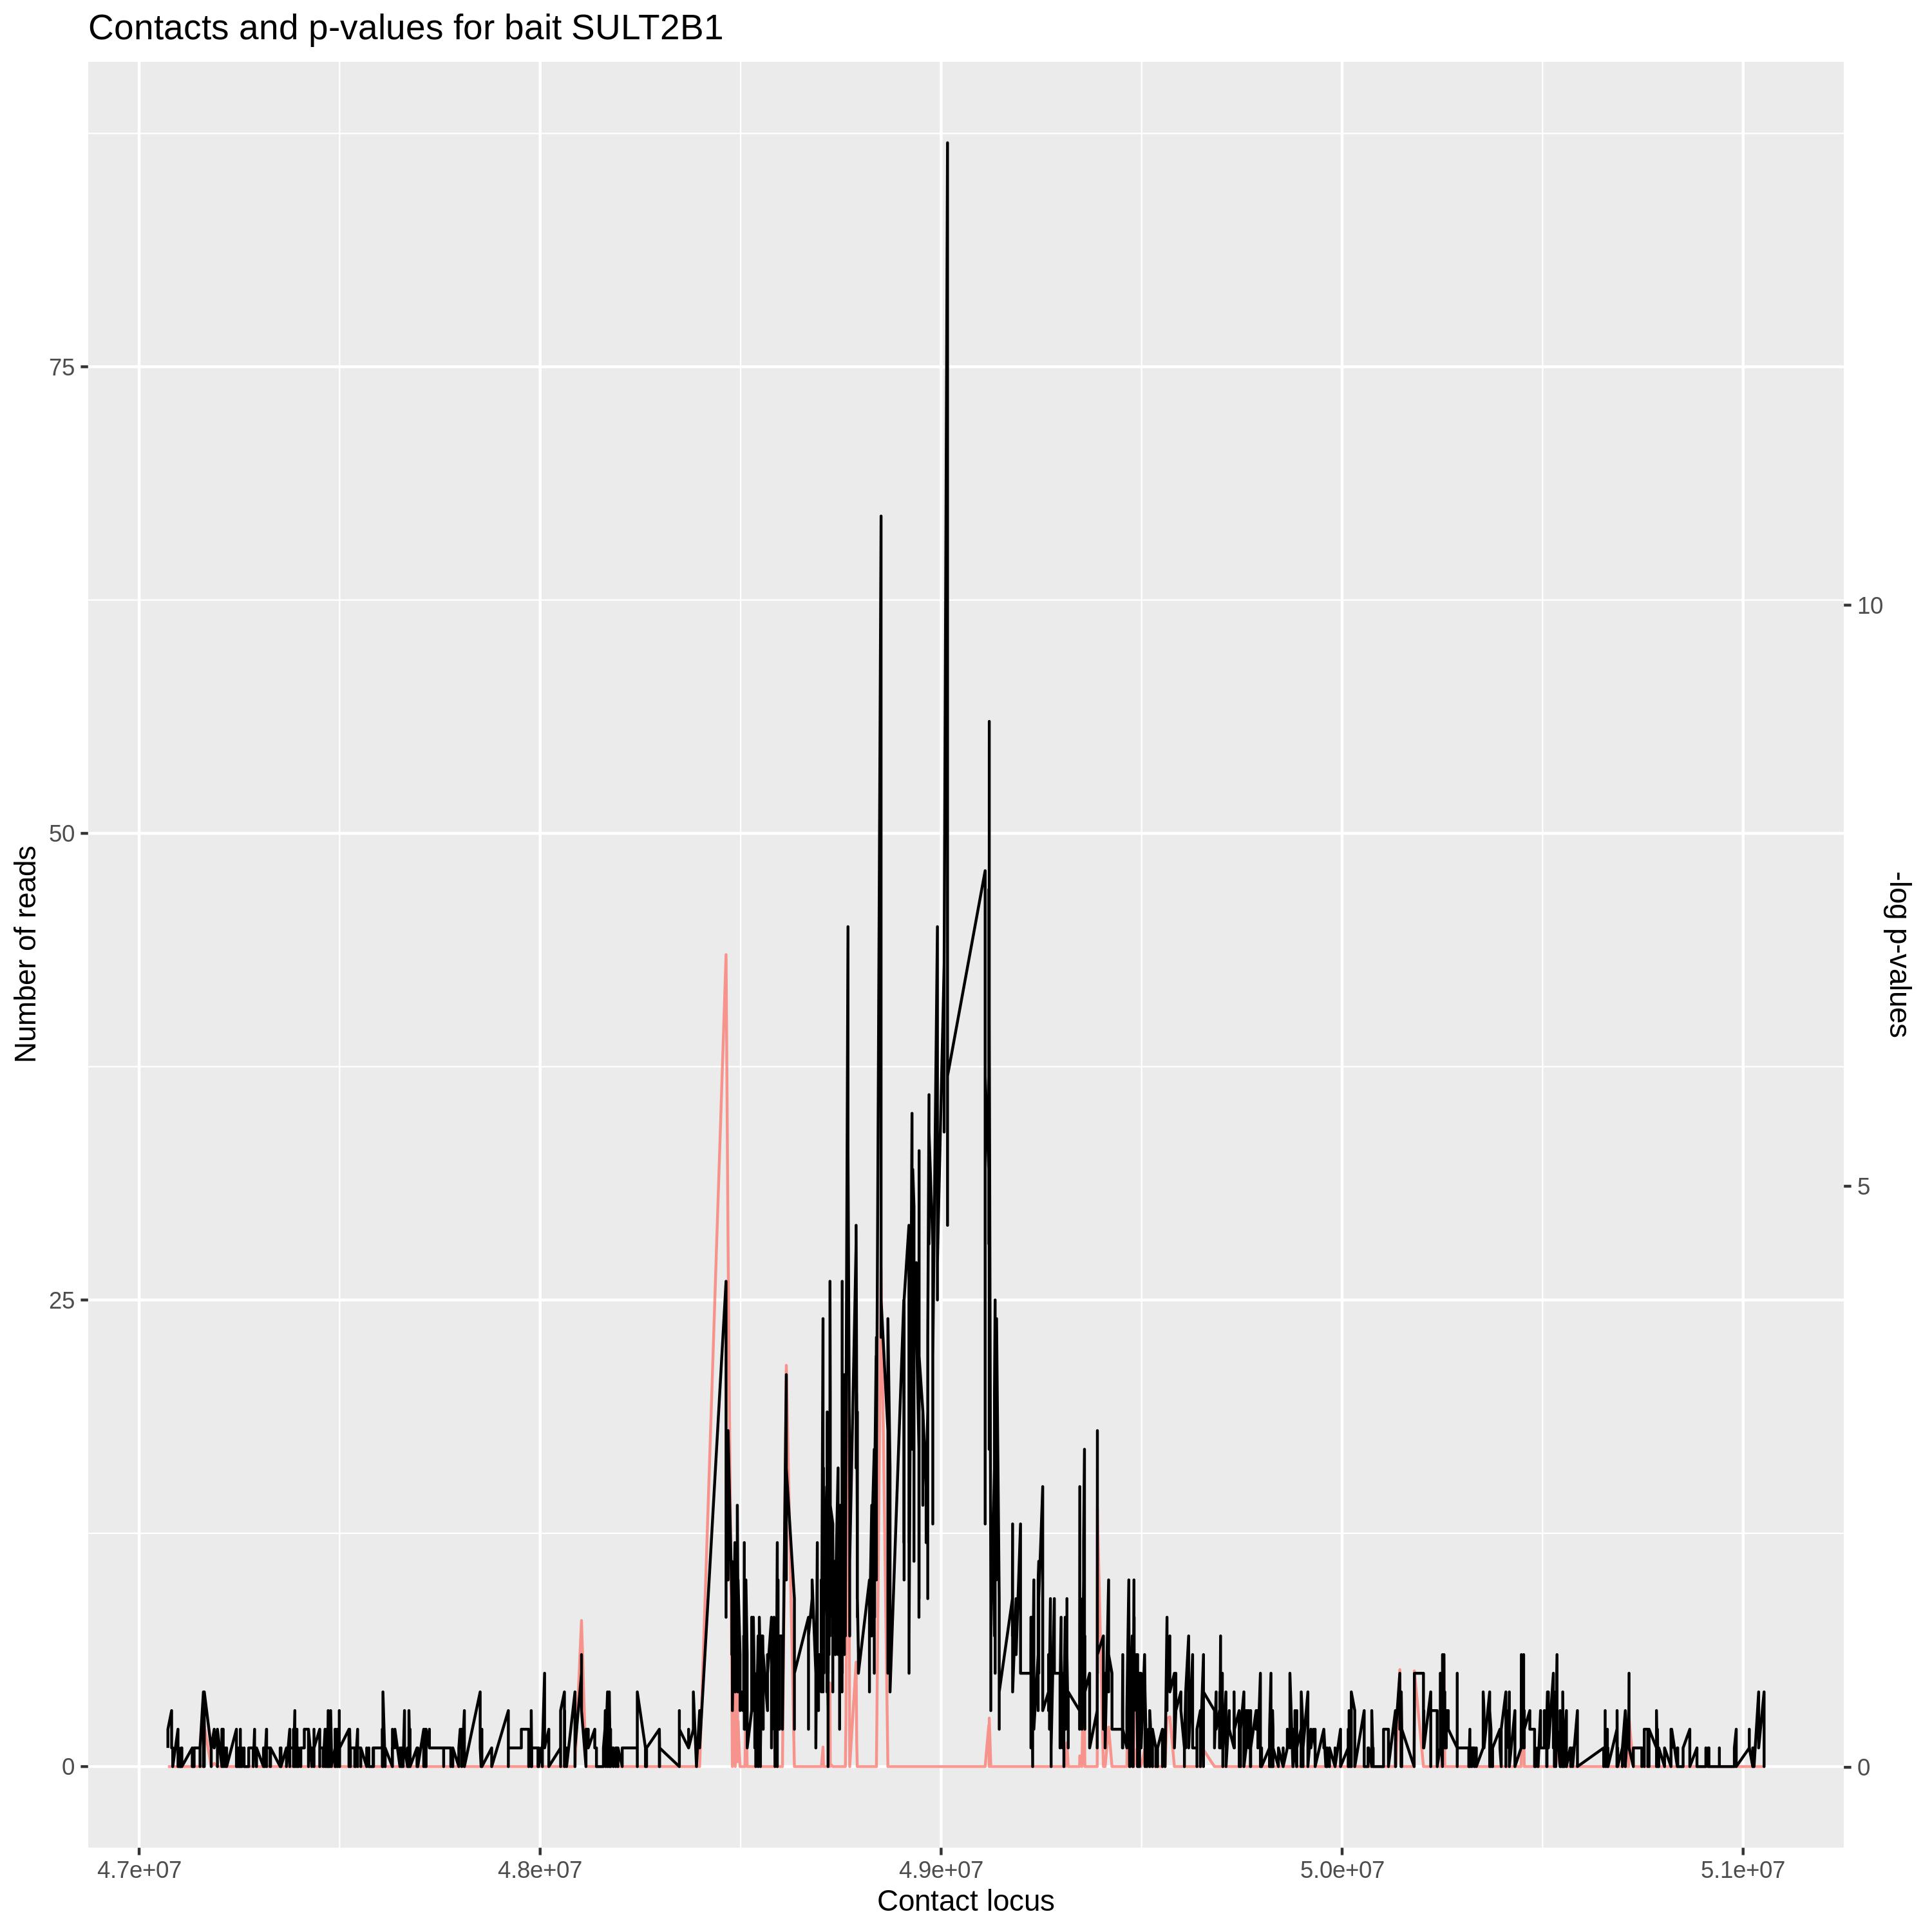 Contacts and p-values for bait SULT2B1
Number of reads
75
50
25
0
10
5
0
-log p-values
4.7e+07
4.8e+07
4.9e+07
5.0e+07
5.1e+07
Contact locus